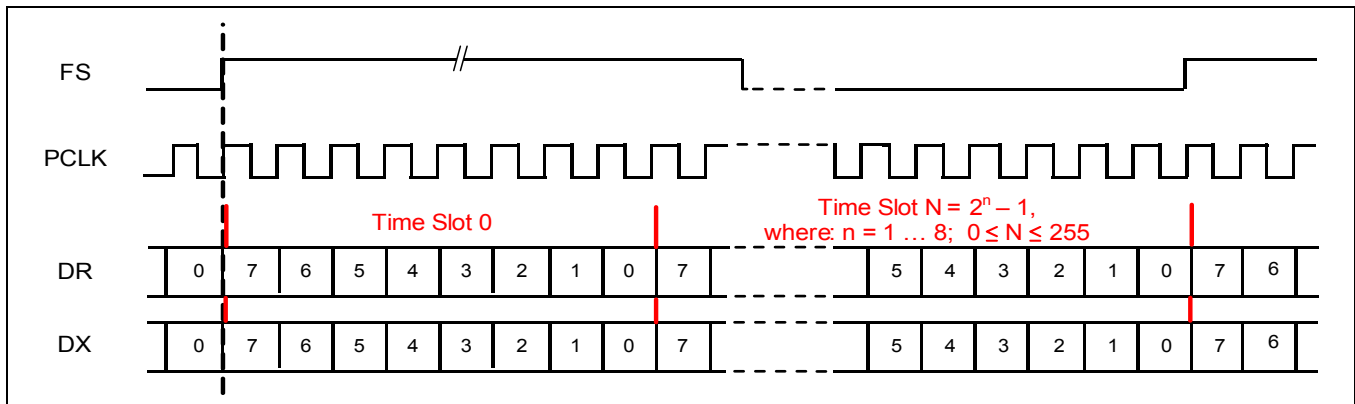 FS
PCLK
Time Slot 0
Time Slot N = 2ⁿ – 1,
where: n = 1 … 8; 0 ≤ N ≤ 255
DR 0 7 6 5 4 3 2 1 0 7 5 4 3 2 1 0 7 6
DX 0 7 6 5 4 3 2 1 0 7 5 4 3 2 1 0 7 6